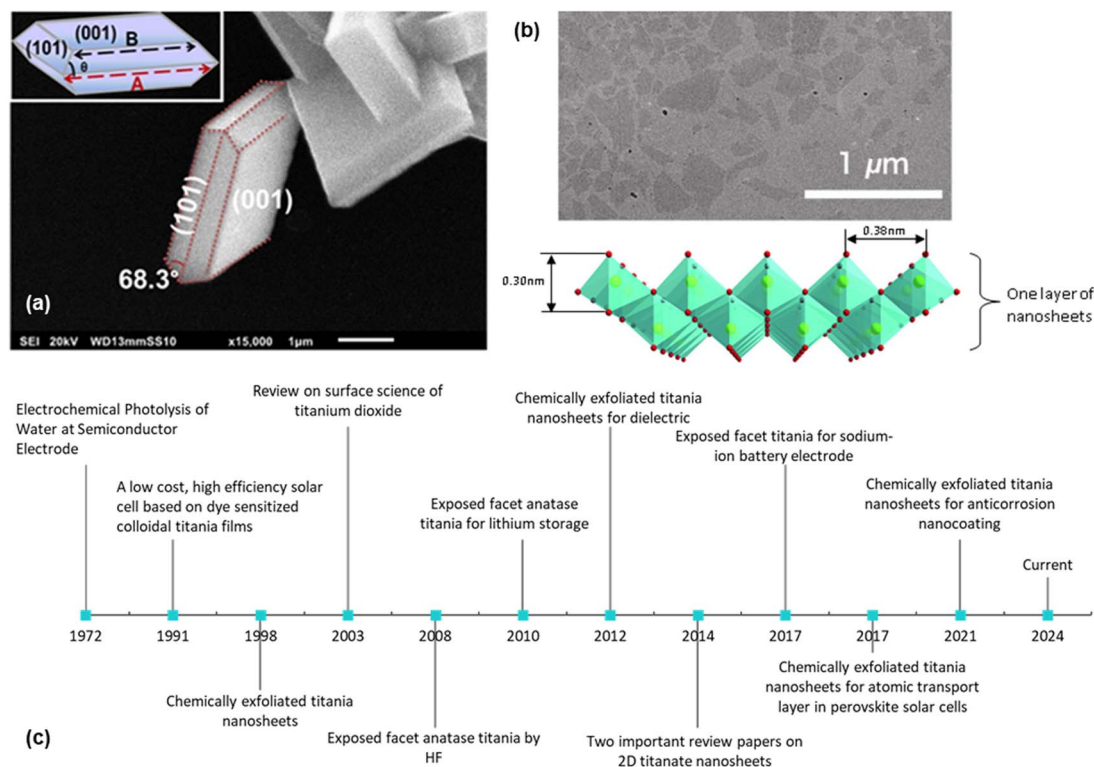 (001)
(101)
B
θ
A
(101)
(001)
68.3°
(a)
SEI 20kV WD13mmSS10 x15,000 1μm
(b)
1 μm
0.38nm
0.30nm
One layer of
nanosheets
Electrochemical Photolysis of
Water at Semiconductor
Electrode
A low cost, high efficiency solar
cell based on dye sensitized
colloidal titania films
Review on surface science of
titanium dioxide
Exposed facet anatase
titania for lithium storage
Chemically exfoliated titania
nanosheets for dielectric
Exposed facet titania for sodium-
ion battery electrode
Chemically exfoliated titania
nanosheets for anticorrosion
nanocoating
Current
1972 1991 1998 2003 2008 2010 2012 2014 2017 2017 2021 2024
Chemically exfoliated titania
nanosheets
Exposed facet anatase titania by
HF
Two important review papers on
2D titanate nanosheets
Chemically exfoliated titania
nanosheets for atomic transport
layer in perovskite solar cells
(c)